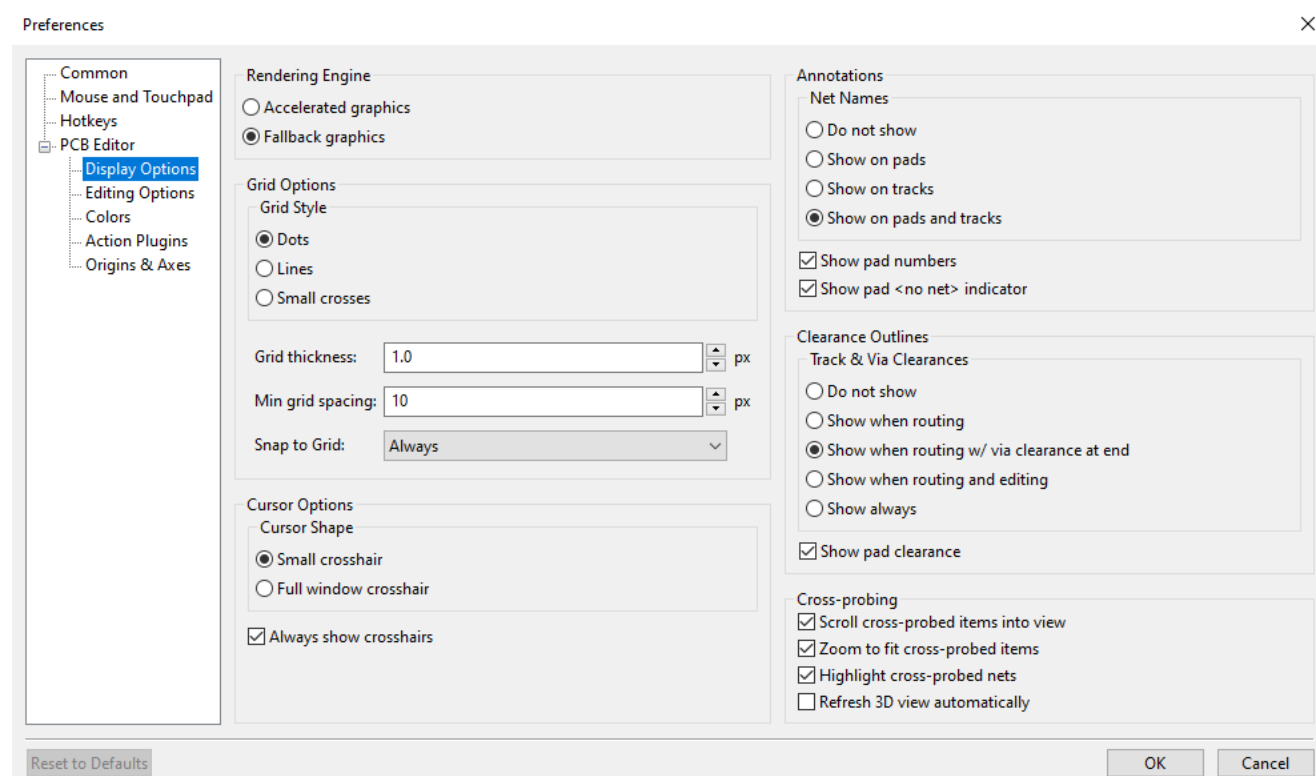 Preferences
Common
Mouse and Touchpad
Hotkeys
PCB Editor
Display Options
Editing Options
Colors
Action Plugins
Origins & Axes
Rendering Engine
Accelerated graphics
Fallback graphics
Grid Options
Grid Style
Dots
Lines
Small crosses
Grid thickness: 1.0 px
Min grid spacing: 10 px
Snap to Grid: Always
Cursor Options
Cursor Shape
Small crosshair
Full window crosshair
Always show crosshairs
Annotations
Net Names
Do not show
Show on pads
Show on tracks
Show on pads and tracks
Show pad numbers
Show pad <no net> indicator
Clearance Outlines
Track & Via Clearances
Do not show
Show when routing
Show when routing w/ via clearance at end
Show when routing and editing
Show always
Show pad clearance
Cross-probing
Scroll cross-probed items into view
Zoom to fit cross-probed items
Highlight cross-probed nets
Refresh 3D view automatically
Reset to Defaults
OK
Cancel